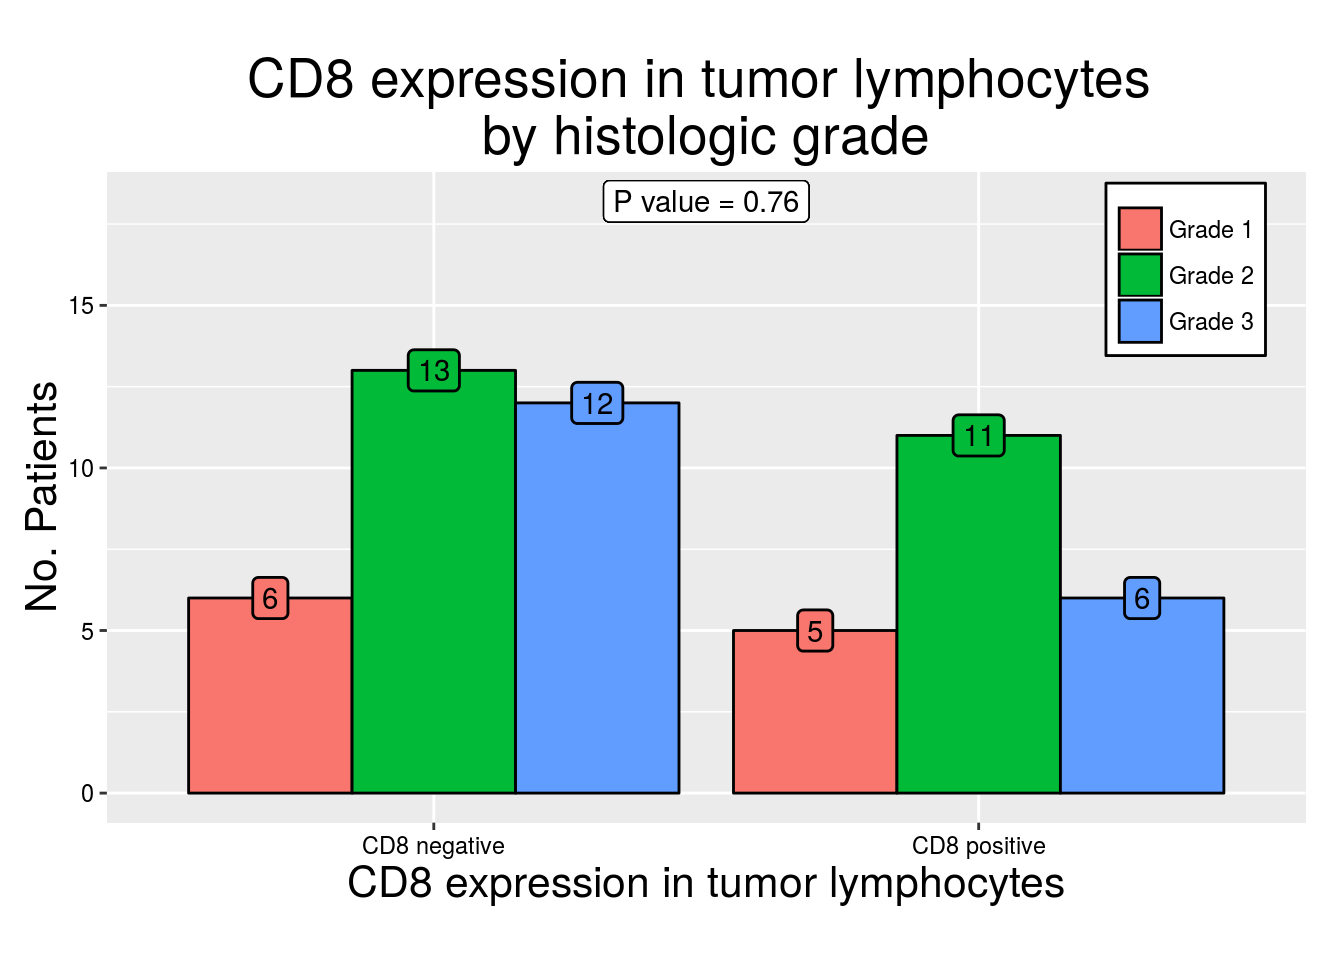 CD8 expression in tumor lymphocytes
by histologic grade
P value = 0.76
Grade 1
Grade 2
Grade 3
No. Patients
15
10
5
0
6
13
12
5
11
6
CD8 negative
CD8 positive
CD8 expression in tumor lymphocytes